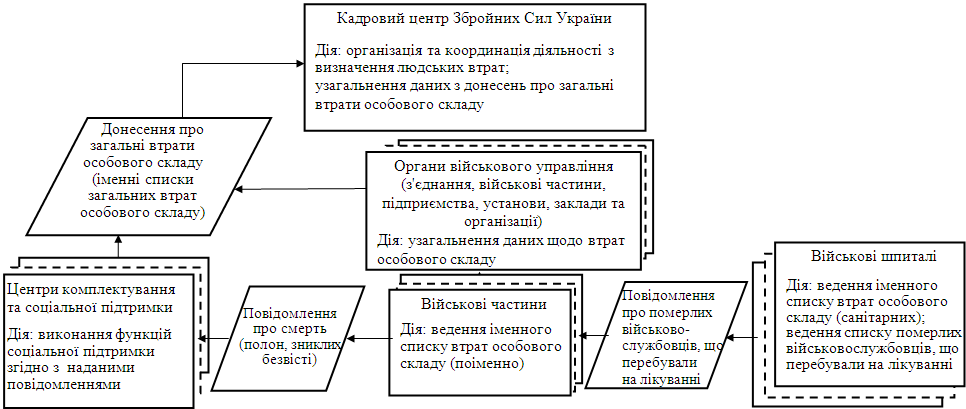 Кадровий центр Збройних Сил України
Дія: організація та координація діяльності з
визначення людських втрат;
узагальнення даних з донесень про загальні
втрати особового складу
Донесення про
загальні втрати
особового складу
(іменні списки
загальних втрат
особового складу)
Органи військового управління
(з'єднання, військові частини,
підприємства, установи, заклади та
організації)
Дія: узагальнення даних щодо втрат
особового складу
Центри комплектування
та соціальної підтримки
Дія: виконання функцій
соціальної підтримки
згідно з наданими
повідомленнями
Повідомлення
про смерть
(полон, зниклих
безвісті)
Військові частини
Дія: ведення іменного
списку втрат особового
складу (поіменно)
Повідомлення
про померлих
військово-
службовців, що
перебували
на лікуванні
Військові шпиталі
Дія: ведення іменного
списку втрат особового
складу (санітарних);
ведення списку померлих
військовослужбовців, що
перебували на лікуванні